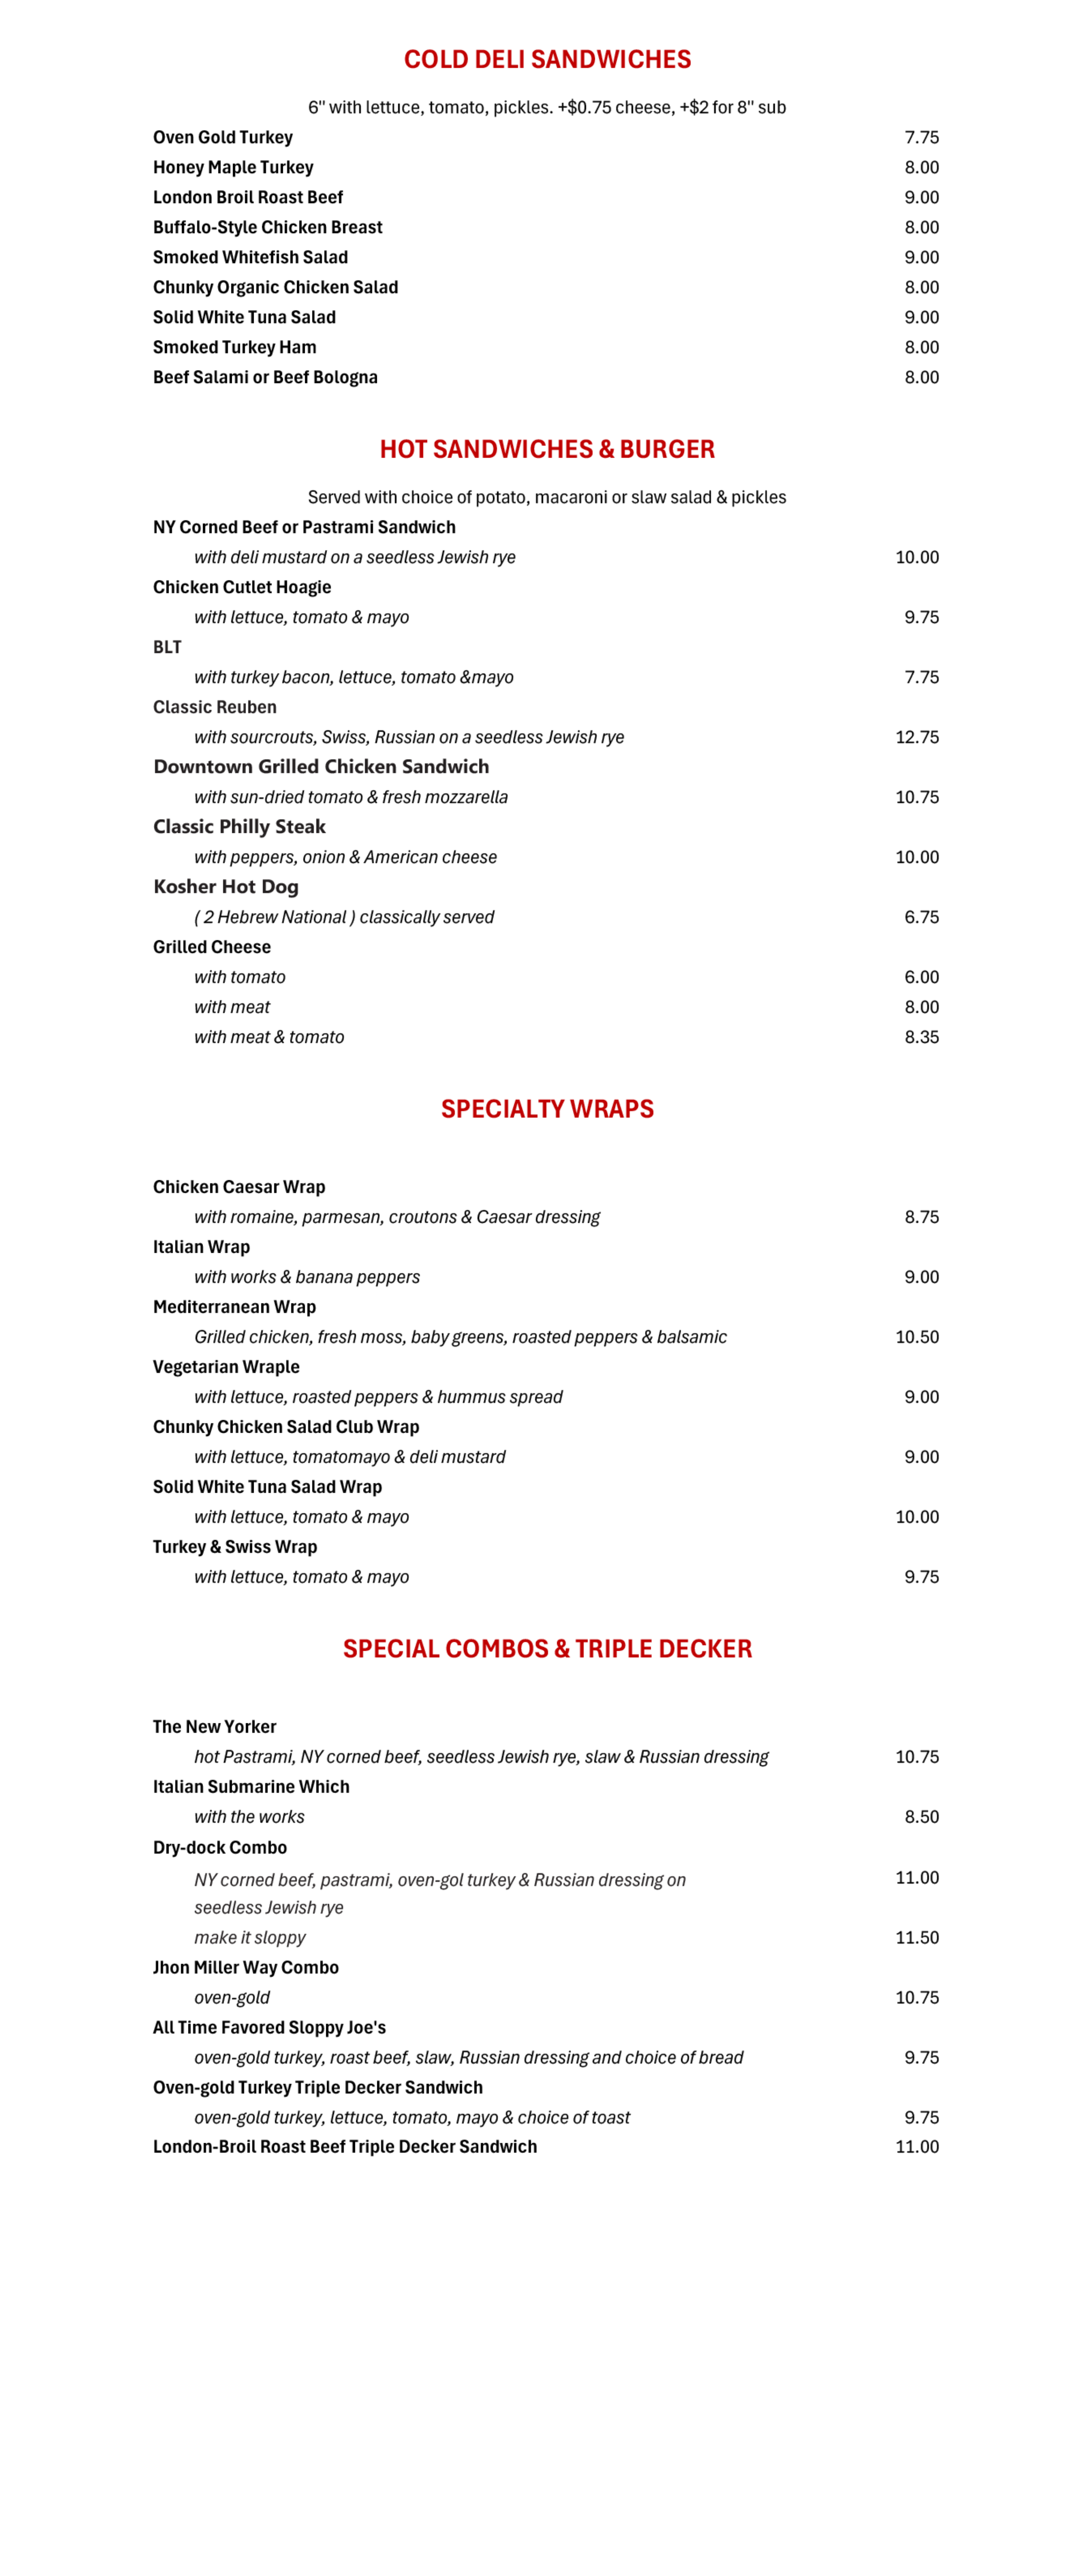 COLD DELI SANDWICHES
6" with lettuce, tomato, pickles. +$0.75 cheese, +$2 for 8" sub
Oven Gold Turkey 7.75
Honey Maple Turkey 8.00
London Broil Roast Beef 9.00
Buffalo-Style Chicken Breast 8.00
Smoked Whitefish Salad 9.00
Chunky Organic Chicken Salad 8.00
Solid White Tuna Salad 9.00
Smoked Turkey Ham 8.00
Beef Salami or Beef Bologna 8.00
HOT SANDWICHES & BURGER
Served with choice of potato, macaroni or slaw salad & pickles
NY Corned Beef or Pastrami Sandwich
with deli mustard on a seedless Jewish rye 10.00
Chicken Cutlet Hoagie
with lettuce, tomato & mayo 9.75
BLT
with turkey bacon, lettuce, tomato &mayo 7.75
Classic Reuben
with sourcrouts, Swiss, Russian on a seedless Jewish rye 12.75
Downtown Grilled Chicken Sandwich
with sun-dried tomato & fresh mozzarella 10.75
Classic Philly Steak
with peppers, onion & American cheese 10.00
Kosher Hot Dog
( 2 Hebrew National ) classically served 6.75
Grilled Cheese
with tomato 6.00
with meat 8.00
with meat & tomato 8.35
SPECIALTY WRAPS
Chicken Caesar Wrap
with romaine, parmesan, croutons & Caesar dressing 8.75
Italian Wrap
with works & banana peppers 9.00
Mediterranean Wrap
Grilled chicken, fresh moss, baby greens, roasted peppers & balsamic 10.50
Vegetarian Wraple
with lettuce, roasted peppers & hummus spread 9.00
Chunky Chicken Salad Club Wrap
with lettuce, tomatomayo & deli mustard 9.00
Solid White Tuna Salad Wrap
with lettuce, tomato & mayo 10.00
Turkey & Swiss Wrap
with lettuce, tomato & mayo 9.75
SPECIAL COMBOS & TRIPLE DECKER
The New Yorker
hot Pastrami, NY corned beef, seedless Jewish rye, slaw & Russian dressing 10.75
Italian Submarine Which
with the works 8.50
Dry-dock Combo
NY corned beef, pastrami, oven-gol turkey & Russian dressing on 11.00
seedless Jewish rye
make it sloppy 11.50
Jhon Miller Way Combo
oven-gold 10.75
All Time Favored Sloppy Joe's
oven-gold turkey, roast beef, slaw, Russian dressing and choice of bread 9.75
Oven-gold Turkey Triple Decker Sandwich
oven-gold turkey, lettuce, tomato, mayo & choice of toast 9.75
London-Broil Roast Beef Triple Decker Sandwich 11.00